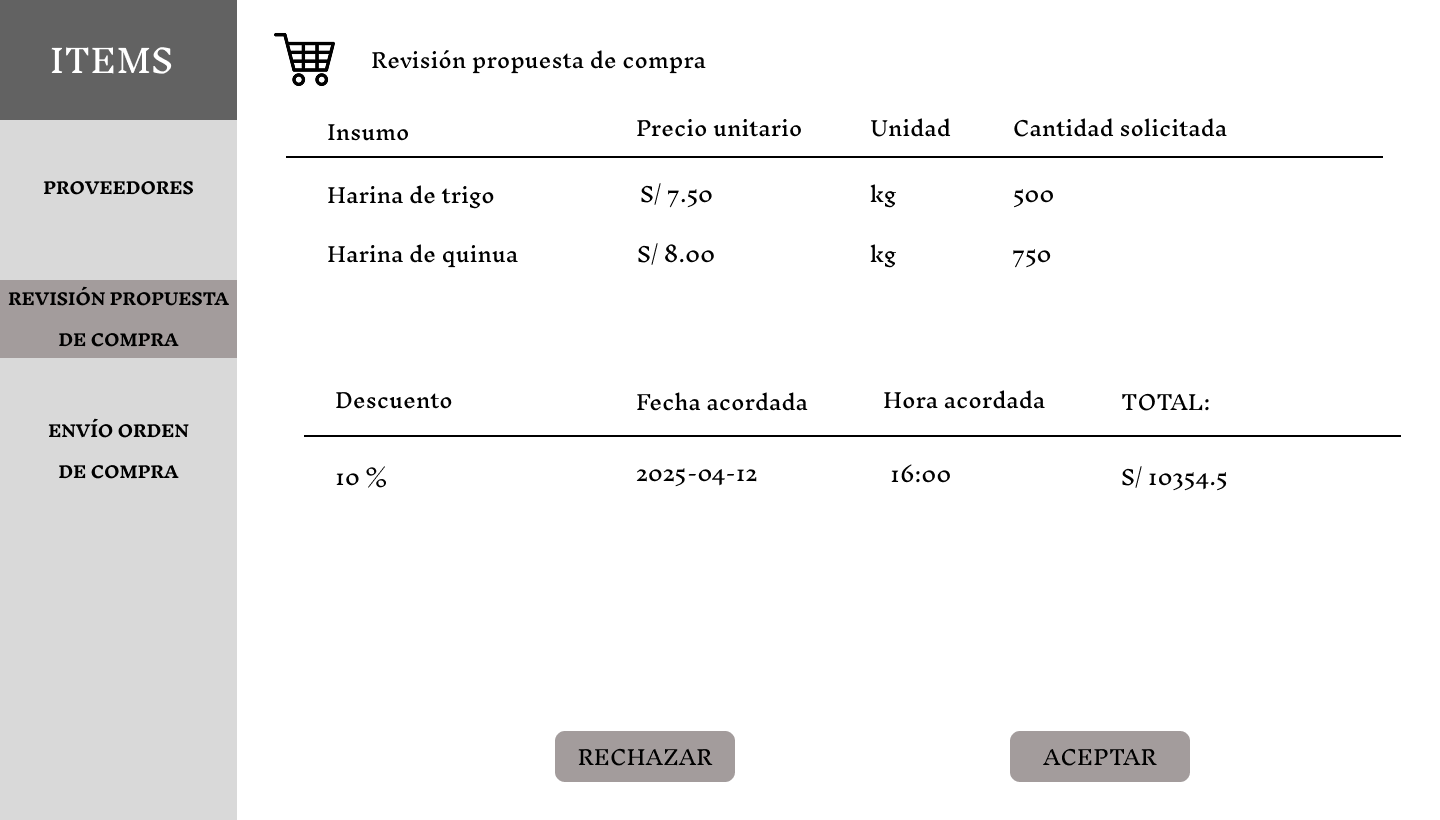 ITEMS
PROVEEDORES
REVISIÓN PROPUESTA
DE COMPRA
ENVÍO ORDEN
DE COMPRA
Revisión propuesta de compra
Insumo Precio unitario Unidad Cantidad solicitada
Harina de trigo S/ 7.50 kg 500
Harina de quinua S/ 8.00 kg 750
Descuento Fecha acordada Hora acordada TOTAL:
10 % 2025-04-12 16:00 S/ 10354.5
RECHAZAR ACEPTAR